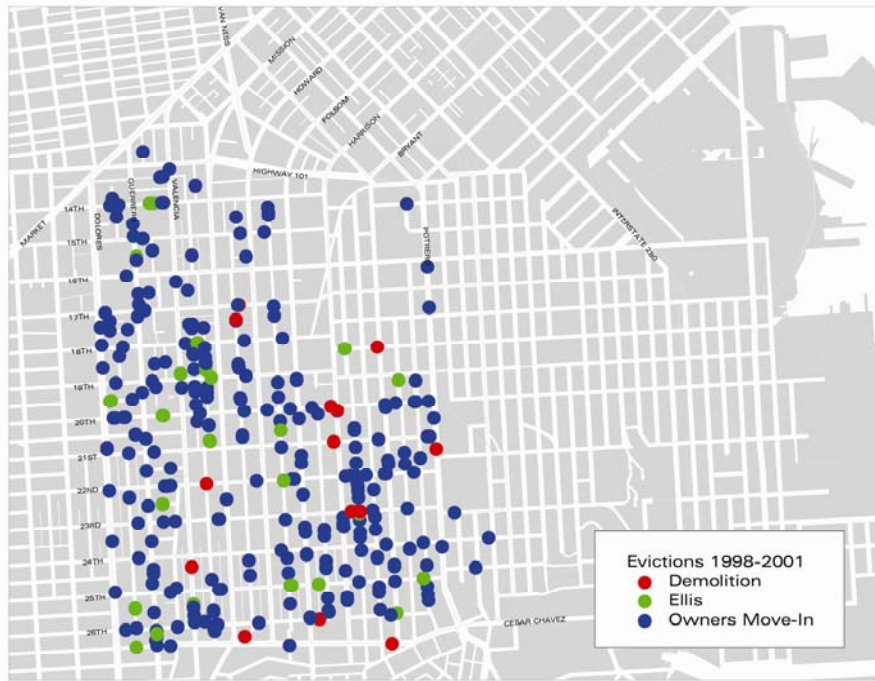 VAN NISS
MISSION
HOWARD
FOLSOM
HARRISON
BRYANT
HIGHWAY 101
MARKET
DOLORES
GUERRERO
VALENCIA
POTRERO
INTERSTATE 280
14TH
15TH
16TH
17TH
18TH
19TH
20TH
21ST
22ND
23RD
24TH
25TH
26TH
CESAR CHAVEZ
Evictions 1998-2001
Demolition
Ellis
Owners Move-In